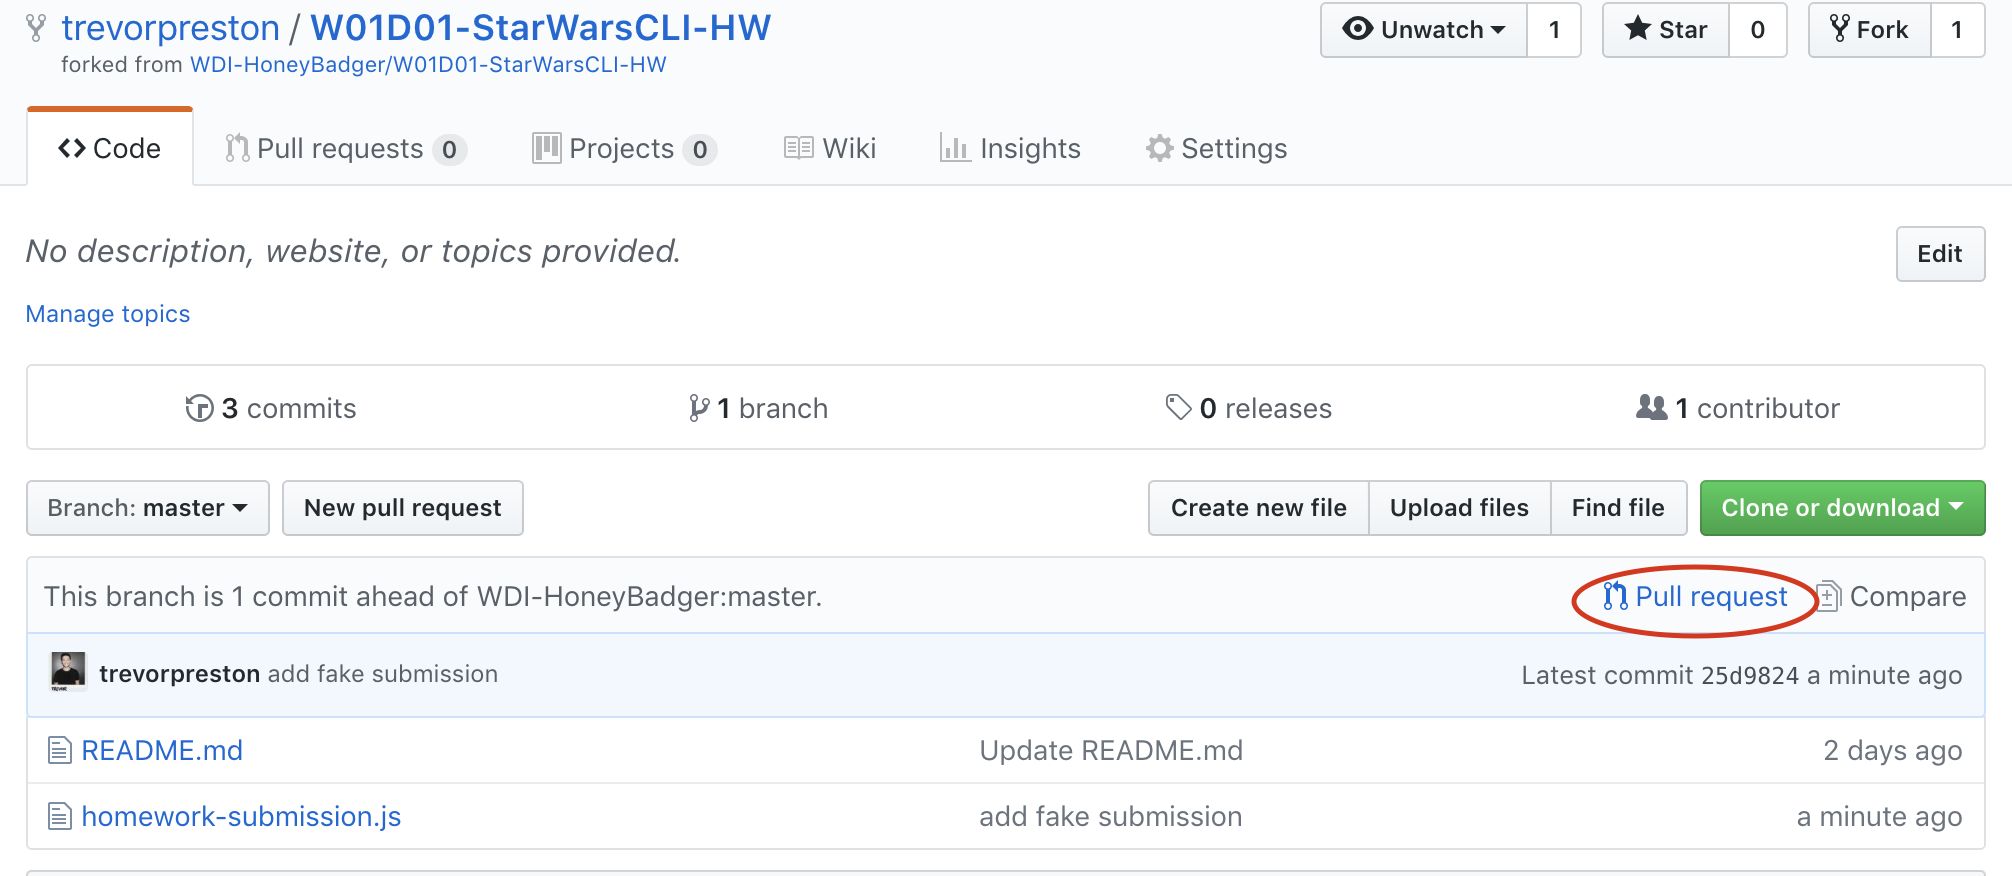 trevorpreston / W01D01-StarWarsCLI-HW
Unwatch 1 Star 0 Fork 1
forked from WDI-HoneyBadger/W01D01-StarWarsCLI-HW
Code Pull requests 0 Projects 0 Wiki Insights Settings
No description, website, or topics provided.
Edit
Manage topics
3 commits 1 branch 0 releases 1 contributor
Branch: master New pull request Create new file Upload files Find file Clone or download
This branch is 1 commit ahead of WDI-HoneyBadger:master. Pull request Compare
trevorpreston add fake submission Latest commit 25d9824 a minute ago
README.md Update README.md 2 days ago
homework-submission.js add fake submission a minute ago